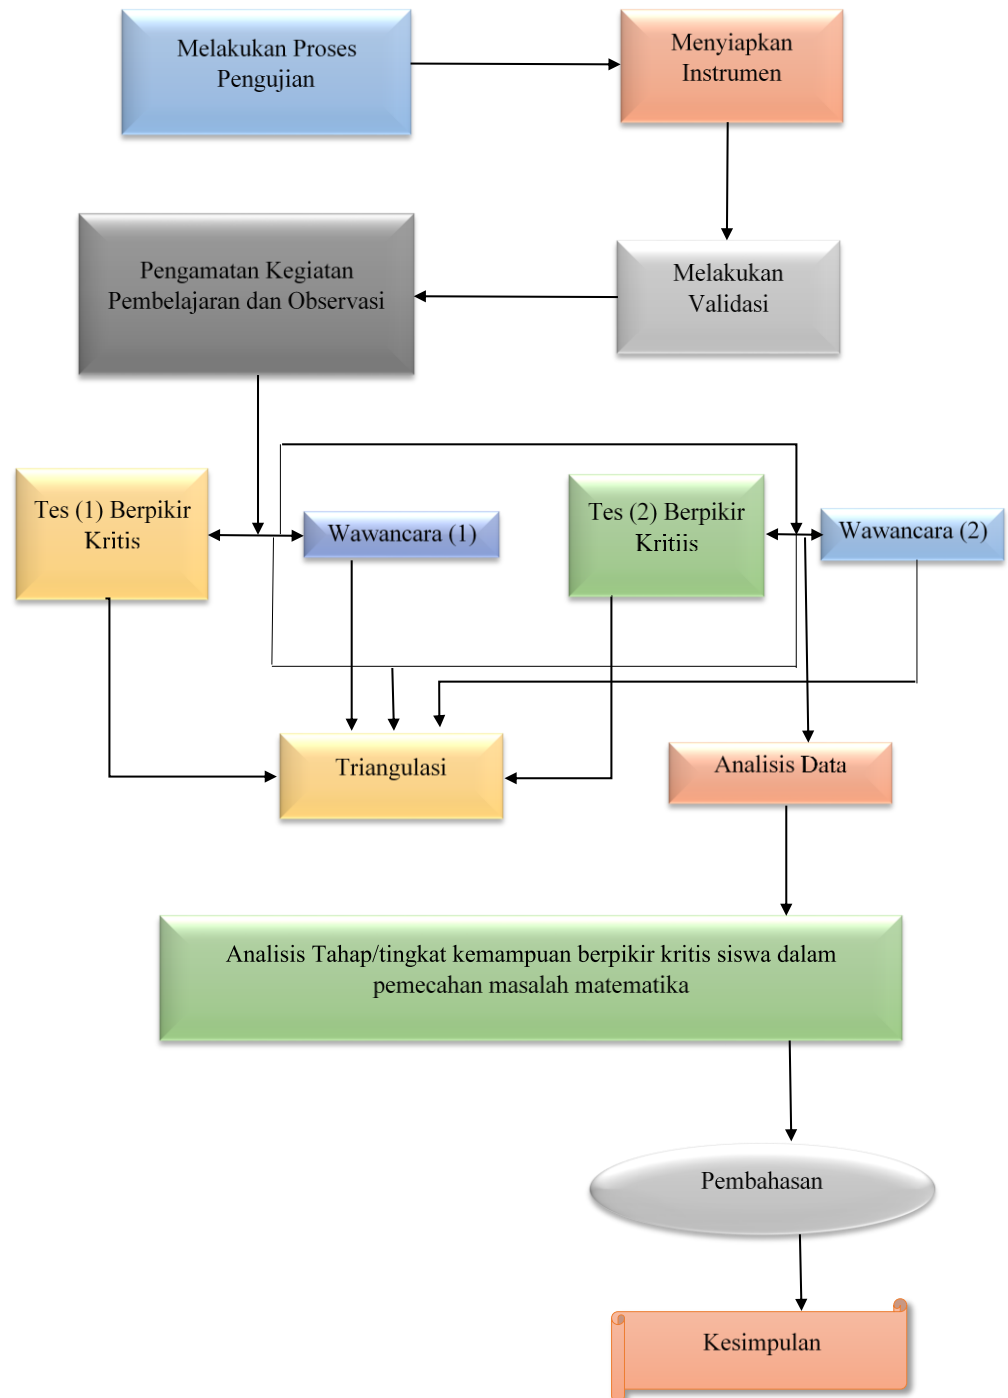 Melakukan Proses
Pengujian
Menyiapkan
Instrumen
Pengamatan Kegiatan
Pembelajaran dan Observasi
Melakukan
Validasi
Tes (1) Berpikir
Kritis
Wawancara (1)
Tes (2) Berpikir
Kritiis
Wawancara (2)
Triangulasi
Analisis Data
Analisis Tahap/tingkat kemampuan berpikir kritis siswa dalam
pemecahan masalah matematika
Pembahasan
Kesimpulan